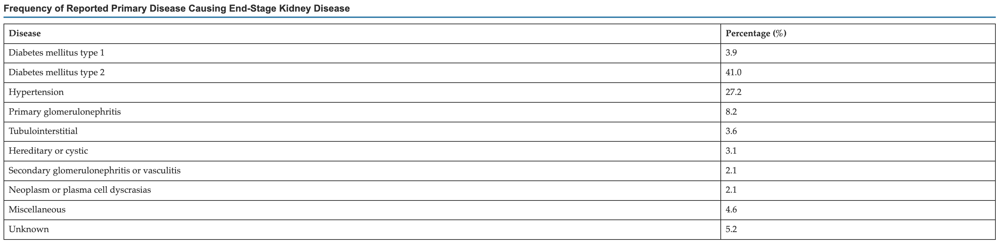 Frequency of Reported Primary Disease Causing End-Stage Kidney Disease
Disease Percentage (%)
Diabetes mellitus type 1 3.9
Diabetes mellitus type 2 41.0
Hypertension 27.2
Primary glomerulonephritis 8.2
Tubulointerstitial 3.6
Hereditary or cystic 3.1
Secondary glomerulonephritis or vasculitis 2.1
Neoplasm or plasma cell dyscrasias 2.1
Miscellaneous 4.6
Unknown 5.2